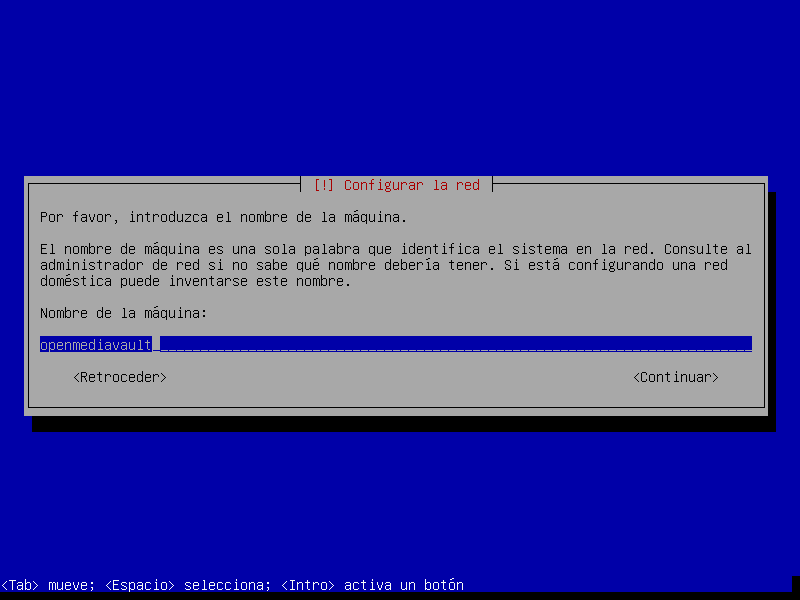 [!] Configurar la red
Por favor, introduzca el nombre de la máquina.
El nombre de máquina es una sola palabra que identifica el sistema en la red. Consulte al
administrador de red si no sabe qué nombre debería tener. Si está configurando una red
doméstica puede inventarse este nombre.
Nombre de la máquina:
openmediavault
<Retroceder> <Continuar>
<Tab> mueve; <Espacio> selecciona; <Intro> activa un botón